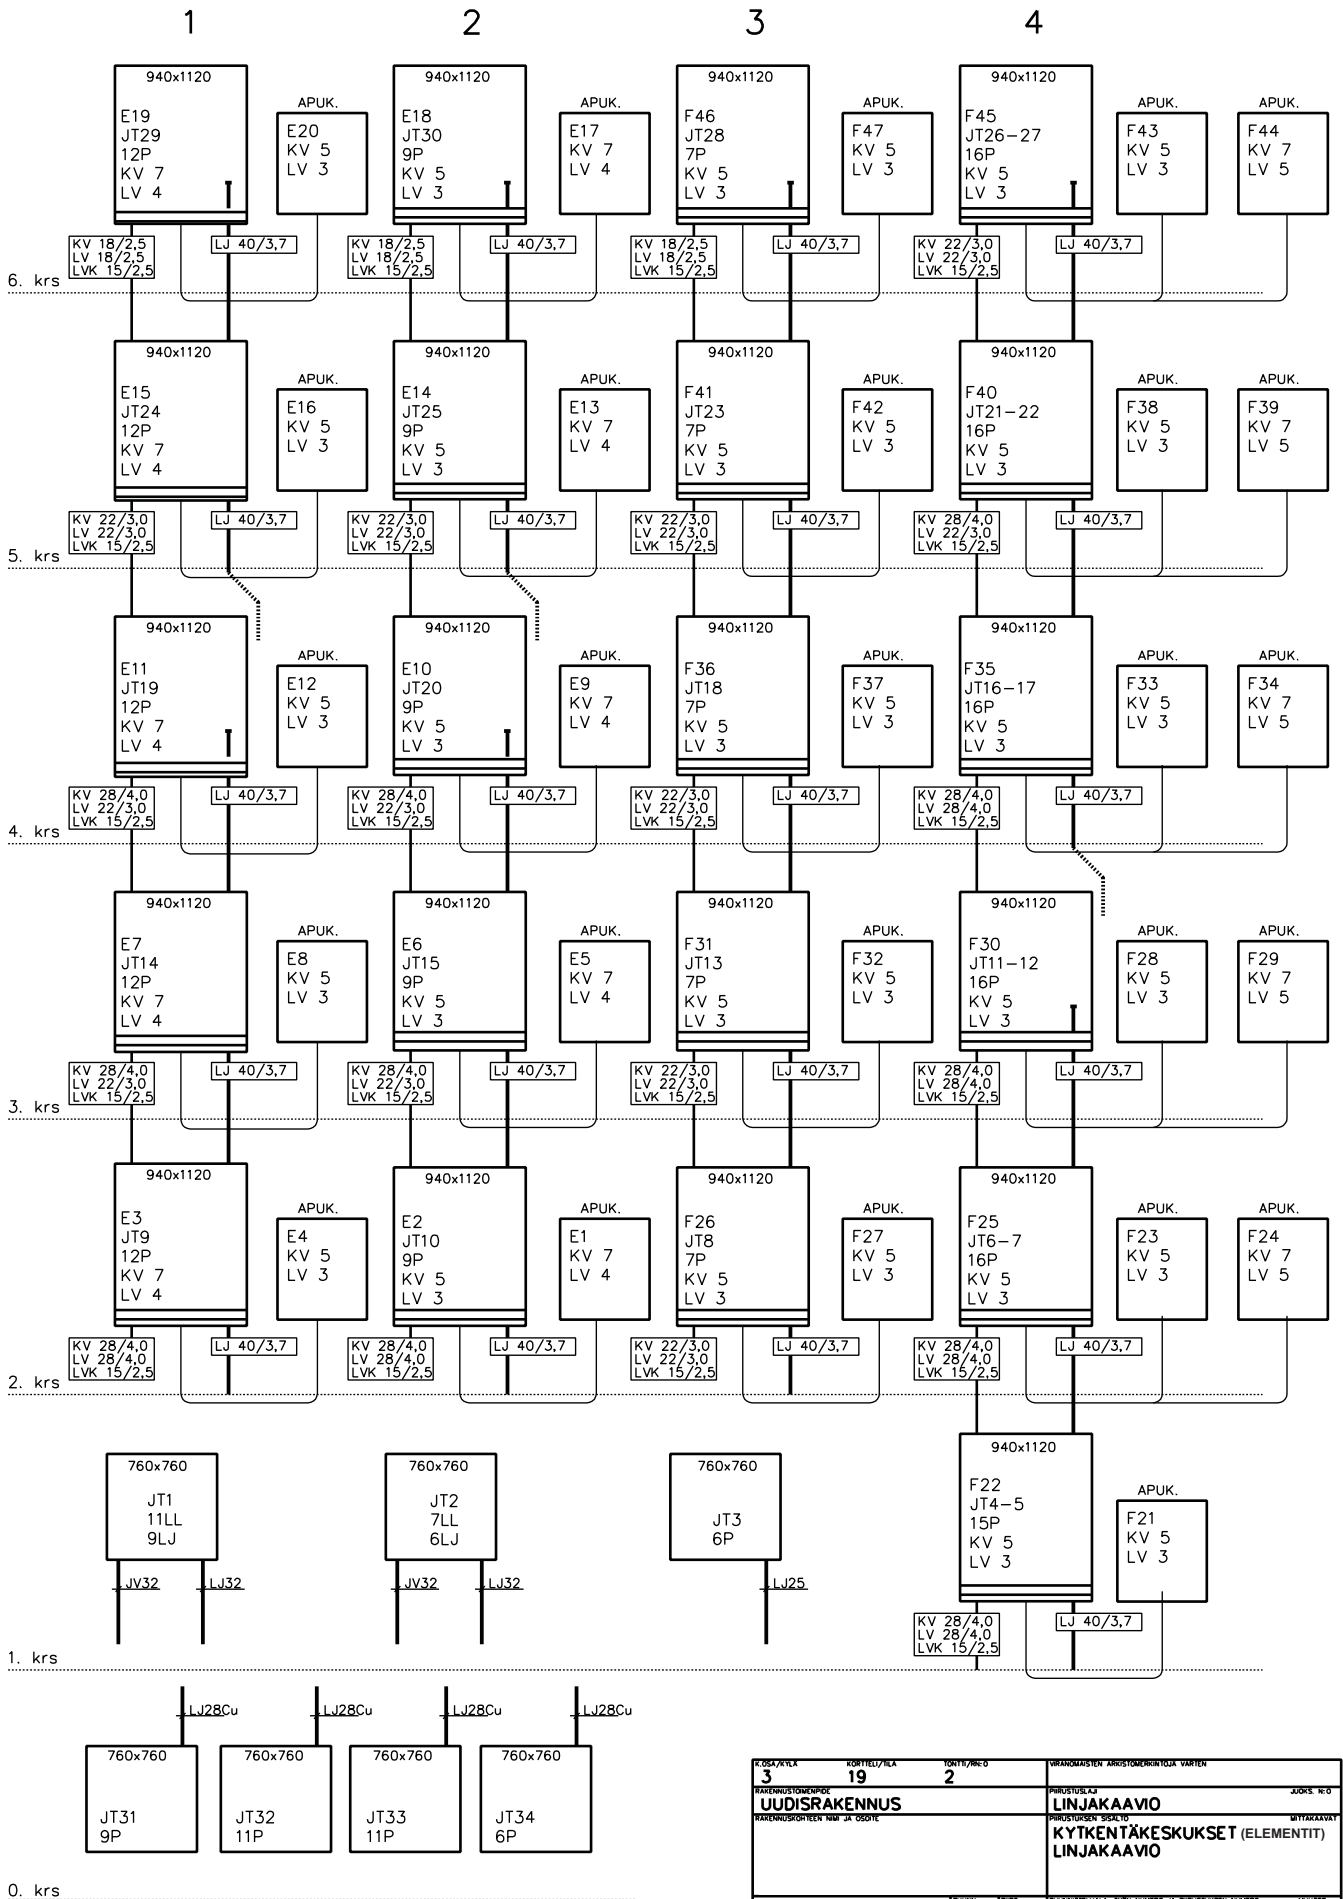 1 2 3 4
940x1120 940x1120 940x1120 940x1120
APUK. APUK. APUK. APUK. APUK.
E19
JT29
12P
KV 7
LV 4
E20
KV 5
LV 3
E18
JT30
9P
KV 5
LV 3
E17
KV 7
LV 4
F46
JT28
7P
KV 5
LV 3
F47
KV 5
LV 3
F45
JT26-27
16P
KV 5
LV 3
F43
KV 5
LV 3
F44
KV 7
LV 5
KV 18/2,5
LV 18/2,5
LVK 15/2,5
LJ 40/3,7
KV 18/2,5
LV 18/2,5
LVK 15/2,5
LJ 40/3,7
KV 18/2,5
LV 18/2,5
LVK 15/2,5
LJ 40/3,7
KV 22/3,0
LV 22/3,0
LVK 15/2,5
LJ 40/3,7
6. krs
940x1120 940x1120 940x1120 940x1120
APUK. APUK. APUK. APUK. APUK.
E15
JT24
12P
KV 7
LV 4
E16
KV 5
LV 3
E14
JT25
9P
KV 5
LV 3
E13
KV 7
LV 4
F41
JT23
7P
KV 5
LV 3
F42
KV 5
LV 3
F40
JT21-22
16P
KV 5
LV 3
F38
KV 5
LV 3
F39
KV 7
LV 5
KV 22/3,0
LV 22/3,0
LVK 15/2,5
LJ 40/3,7
KV 22/3,0
LV 22/3,0
LVK 15/2,5
LJ 40/3,7
KV 22/3,0
LV 22/3,0
LVK 15/2,5
LJ 40/3,7
KV 28/4,0
LV 22/3,0
LVK 15/2,5
LJ 40/3,7
5. krs
940x1120 940x1120 940x1120 940x1120
APUK. APUK. APUK. APUK. APUK.
E11
JT19
12P
KV 7
LV 4
E12
KV 5
LV 3
E10
JT20
9P
KV 5
LV 3
E9
KV 7
LV 4
F36
JT18
7P
KV 5
LV 3
F37
KV 5
LV 3
F35
JT16-17
16P
KV 5
LV 3
F33
KV 5
LV 3
F34
KV 7
LV 5
KV 28/4,0
LV 22/3,0
LVK 15/2,5
LJ 40/3,7
KV 28/4,0
LV 22/3,0
LVK 15/2,5
LJ 40/3,7
KV 22/3,0
LV 22/3,0
LVK 15/2,5
LJ 40/3,7
KV 28/4,0
LV 28/4,0
LVK 15/2,5
LJ 40/3,7
4. krs
940x1120 940x1120 940x1120 940x1120
APUK. APUK. APUK. APUK. APUK.
E7
JT14
12P
KV 7
LV 4
E8
KV 5
LV 3
E6
JT15
9P
KV 5
LV 3
E5
KV 7
LV 4
F31
JT13
7P
KV 5
LV 3
F32
KV 5
LV 3
F30
JT11-12
16P
KV 5
LV 3
F28
KV 5
LV 3
F29
KV 7
LV 5
KV 28/4,0
LV 22/3,0
LVK 15/2,5
LJ 40/3,7
KV 28/4,0
LV 22/3,0
LVK 15/2,5
LJ 40/3,7
KV 22/3,0
LV 22/3,0
LVK 15/2,5
LJ 40/3,7
KV 28/4,0
LV 28/4,0
LVK 15/2,5
LJ 40/3,7
3. krs
940x1120 940x1120 940x1120 940x1120
APUK. APUK. APUK. APUK. APUK.
E3
JT9
12P
KV 7
LV 4
E4
KV 5
LV 3
E2
JT10
9P
KV 5
LV 3
E1
KV 7
LV 4
F26
JT8
7P
KV 5
LV 3
F27
KV 5
LV 3
F25
JT6-7
16P
KV 5
LV 3
F23
KV 5
LV 3
F24
KV 7
LV 5
KV 28/4,0
LV 28/4,0
LVK 15/2,5
LJ 40/3,7
KV 28/4,0
LV 28/4,0
LVK 15/2,5
LJ 40/3,7
KV 22/3,0
LV 22/3,0
LVK 15/2,5
LJ 40/3,7
KV 28/4,0
LV 28/4,0
LVK 15/2,5
LJ 40/3,7
2. krs
760x760
JT1
11LL
9LJ
JV32 LJ32
760x760
JT2
7LL
6LJ
JV32 LJ32
760x760
JT3
6P
LJ25
940x1120
F22
JT4-5
15P
KV 5
LV 3
APUK.
F21
KV 5
LV 3
KV 28/4,0
LV 28/4,0
LVK 15/2,5
LJ 40/3,7
1. krs
LJ28Cu LJ28Cu LJ28Cu LJ28Cu
760x760
JT31
9P
760x760
JT32
11P
760x760
JT33
11P
760x760
JT34
6P
0. krs
K.OSA/KYLÄ KORTTELI/TILA TONTTI/RN:O VIRANOMAISTEN ARKISTOMERKINTÖJÄ VARTEN
3 19 2
RAKENNUSTOIMENPIDE PIIRUSTUSLAJI JUOKS. N:O
UUDISRAKENNUS LINJAKAAVIO
RAKENNUSKOHTEEN NIMI JA OSOITE PIIRUSTUKSEN SISÄLTÖ MITTAKAAVAT
KYTKENTÄKESKUKSET (ELEMENTIT)
LINJAKAAVIO